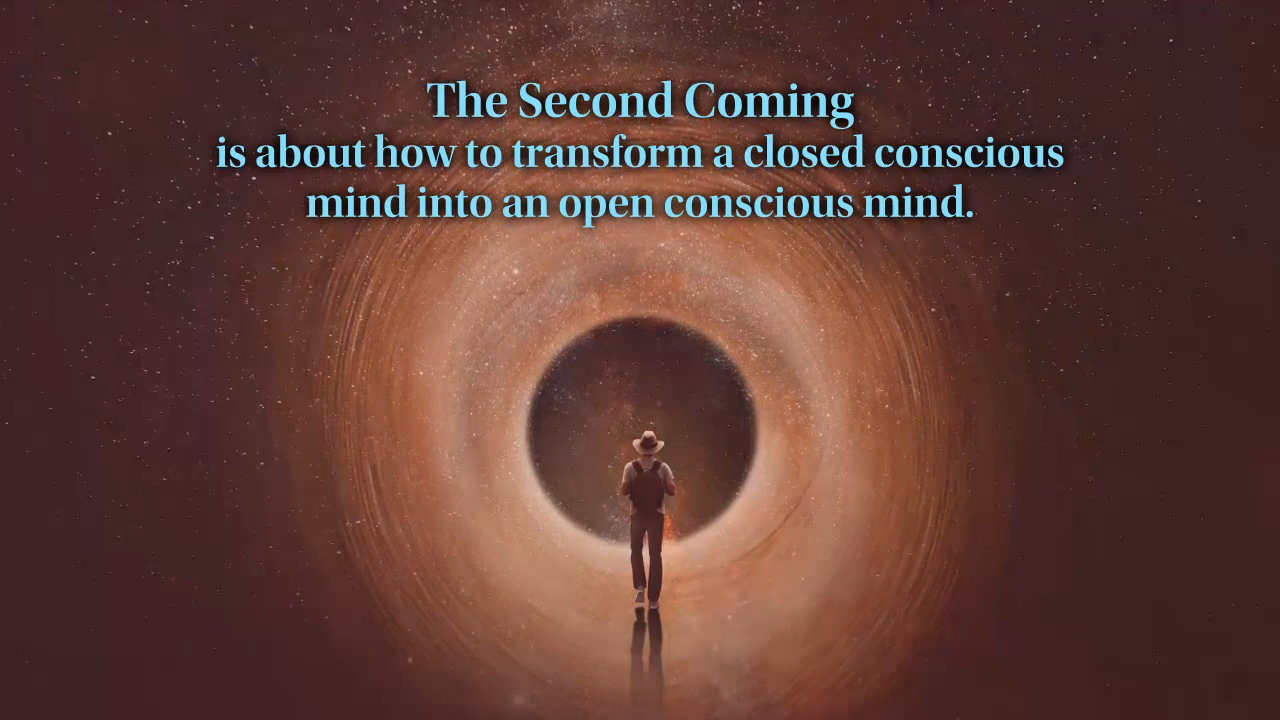 The Second Coming
is about how to transform a closed conscious
mind into an open conscious mind.